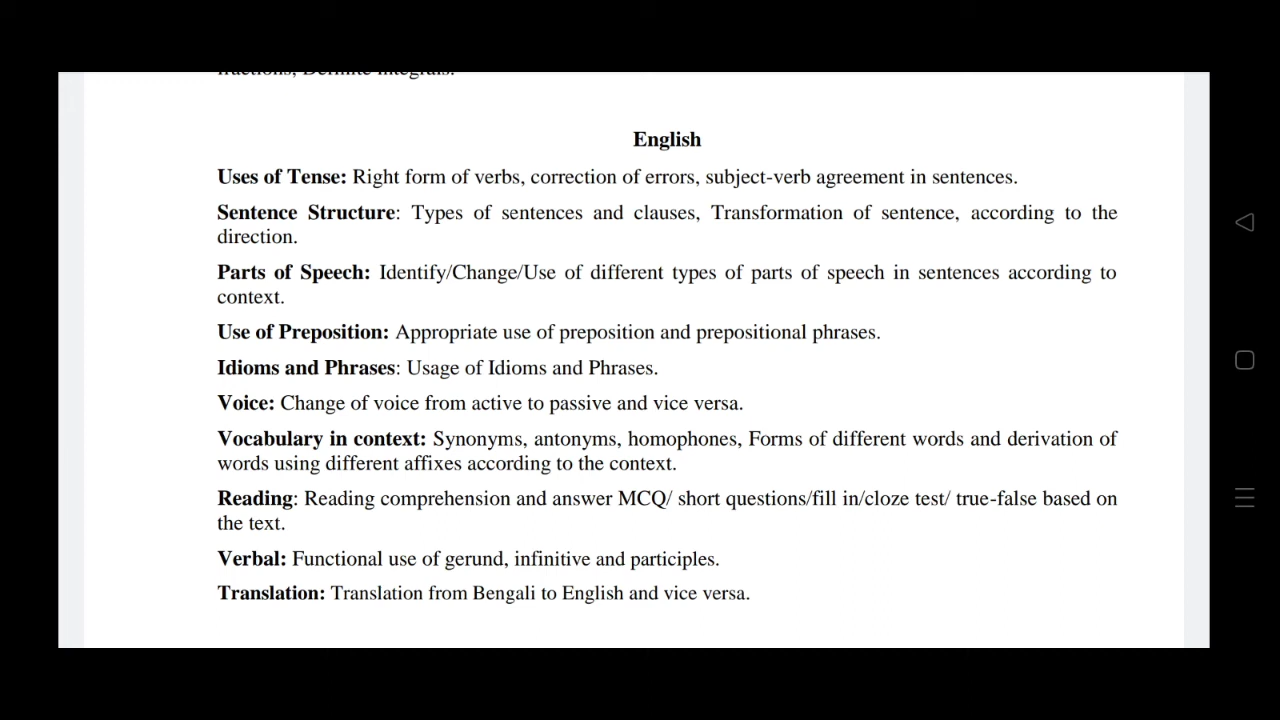 fractions, Definite integrals.
English
Uses of Tense: Right form of verbs, correction of errors, subject-verb agreement in sentences.
Sentence Structure: Types of sentences and clauses, Transformation of sentence, according to the
direction.
Parts of Speech: Identify/Change/Use of different types of parts of speech in sentences according to
context.
Use of Preposition: Appropriate use of preposition and prepositional phrases.
Idioms and Phrases: Usage of Idioms and Phrases.
Voice: Change of voice from active to passive and vice versa.
Vocabulary in context: Synonyms, antonyms, homophones, Forms of different words and derivation of
words using different affixes according to the context.
Reading: Reading comprehension and answer MCQ/ short questions/fill in/cloze test/ true-false based on
the text.
Verbal: Functional use of gerund, infinitive and participles.
Translation: Translation from Bengali to English and vice versa.